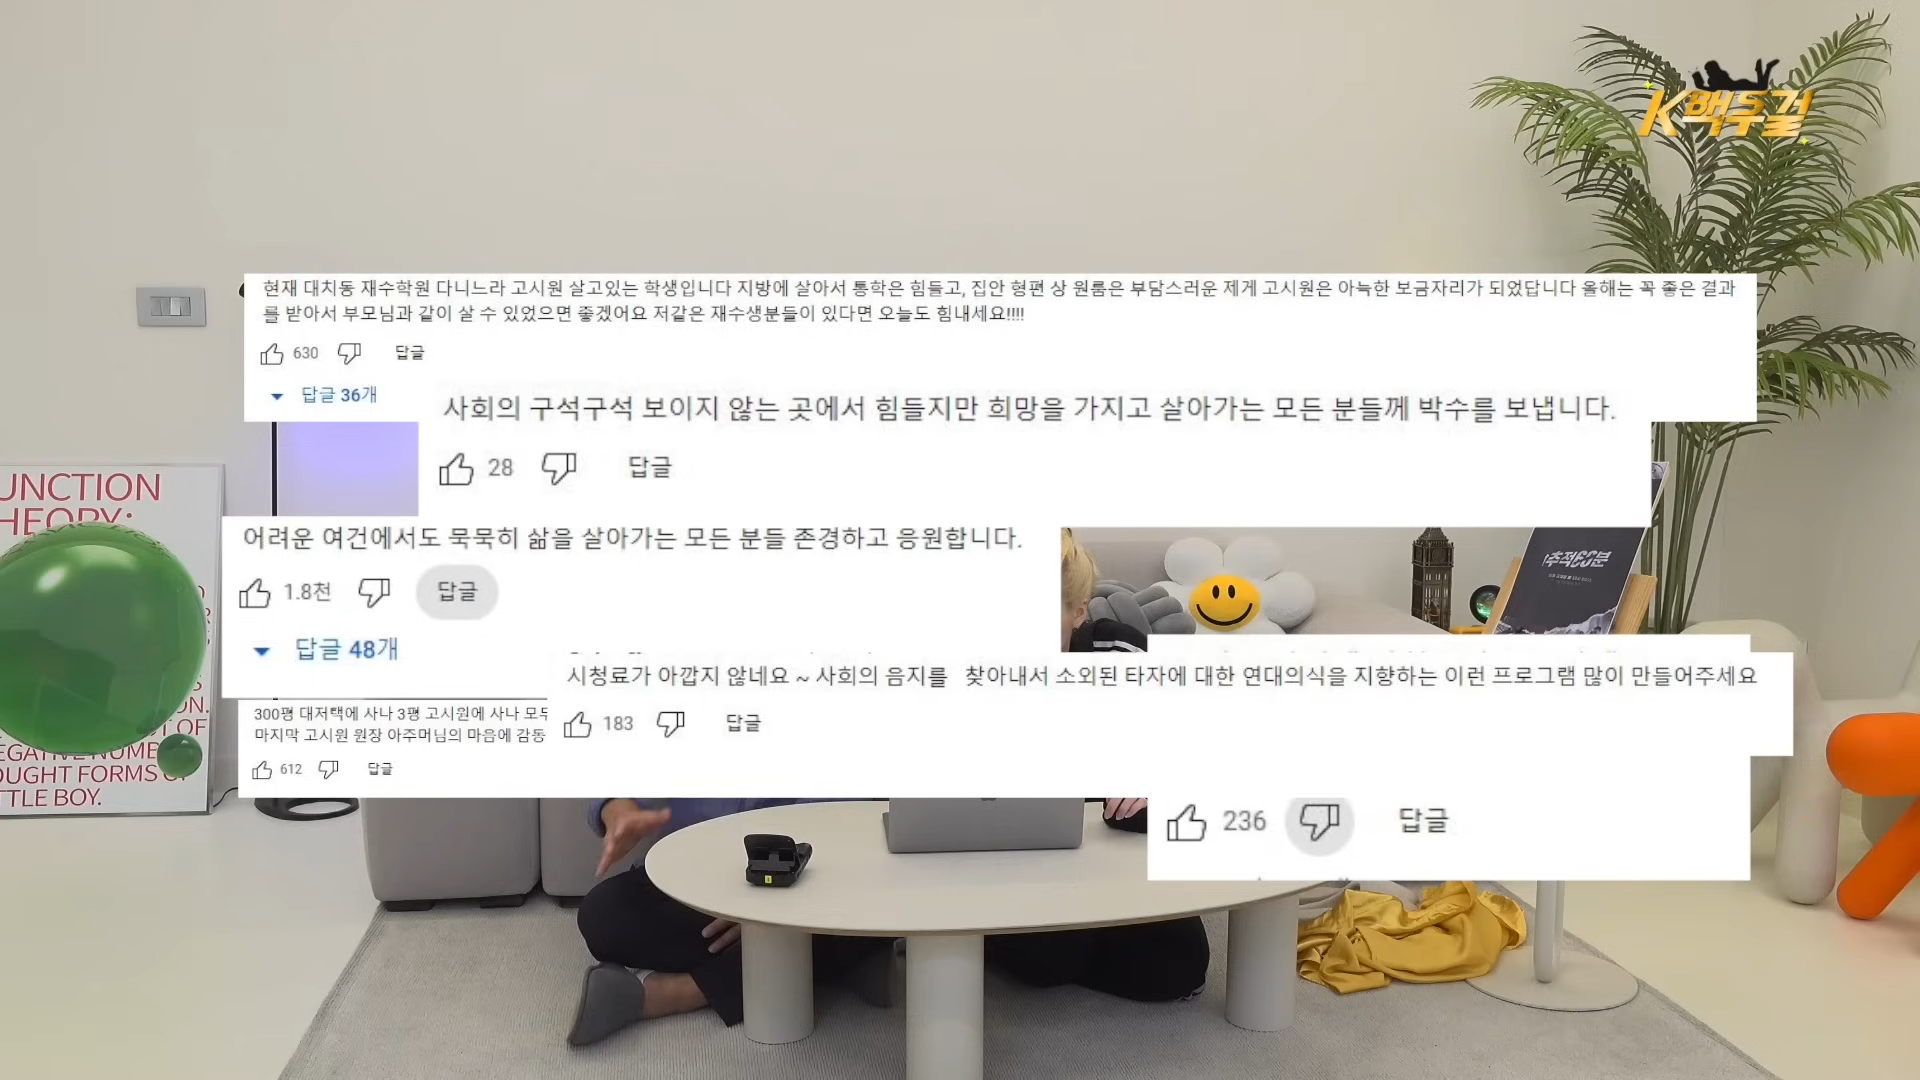 K백두걸
현재 대치동 재수학원 다니느라 고시원 살고있는 학생입니다 지방에 살아서 통학은 힘들고, 집안 형편 상 원룸은 부담스러운 제게 고시원은 아늑한 보금자리가 되었답니다 올해는 꼭 좋은 결과
를 받아서 부모님과 같이 살 수 있었으면 좋겠어요 저같은 재수생분들이 있다면 오늘도 힘내세요!!!!
630 답글
답글 36개
사회의 구석구석 보이지 않는 곳에서 힘들지만 희망을 가지고 살아가는 모든 분들께 박수를 보냅니다.
28 답글
어려운 여건에서도 묵묵히 삶을 살아가는 모든 분들 존경하고 응원합니다.
1.8천 답글
답글 48개
시청료가 아깝지 않네요 ~ 사회의 음지를 찾아내서 소외된 타자에 대한 연대의식을 지향하는 이런 프로그램 많이 만들어주세요
183 답글
300평 대저택에 사나 3평 고시원에 사나 모두
마지막 고시원 원장 아주머님의 마음에 감동
612 답글
236 답글
추적60분
UNCTION
HEORY:
ON.
OF
EGATIVE NUMBE
OUGHT FORMS
TTLE BOY.